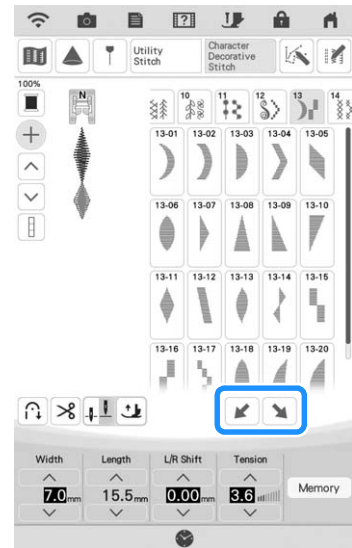 ?
Utility
Stitch
Character
Decorative
Stitch
100%
N
10
11
12
13
14
13-01
13-02
13-03
13-04
13-05
13-06
13-07
13-08
13-09
13-10
13-11
13-12
13-13
13-14
13-15
13-16
13-17
13-18
13-19
13-20
Width
Length
L/R Shift
Tension
7.0mm
15.5mm
0.00mm
3.6
Memory